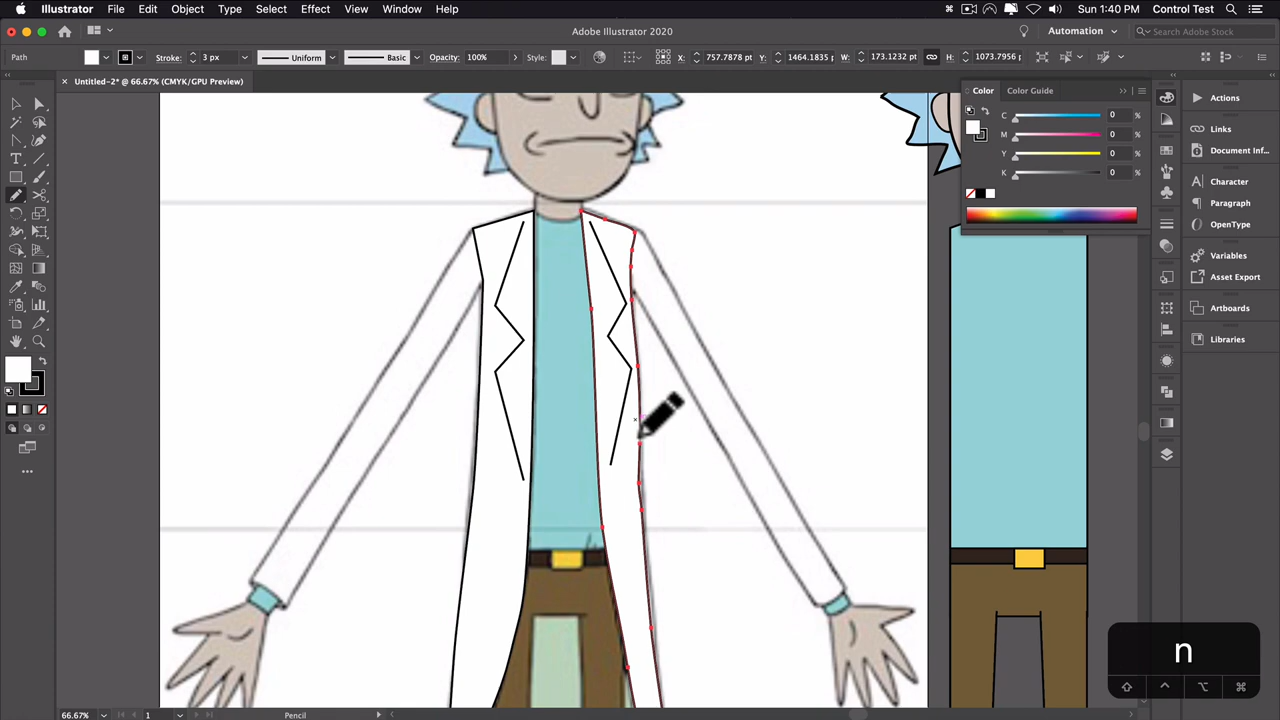 Illustrator File Edit Object Type Select Effect View Window Help Sun 1:40 PM Control Test
Adobe Illustrator 2020 Automation Search Adobe Stock
Path Stroke: 3 px Uniform Basic Opacity: 100% Style: X: 757.7878 pt Y: 1464.1835 W: 173.1232 pt H: 1073.7956
× Untitled-2* @ 66.67% (CMYK/GPU Preview)
Color Color Guide
C 0 %
M 0 %
Y 0 %
K 0 %
Actions
Links
Document Inf...
Character
Paragraph
OpenType
Variables
Asset Export
Artboards
Libraries
n
66.67% 1 Pencil